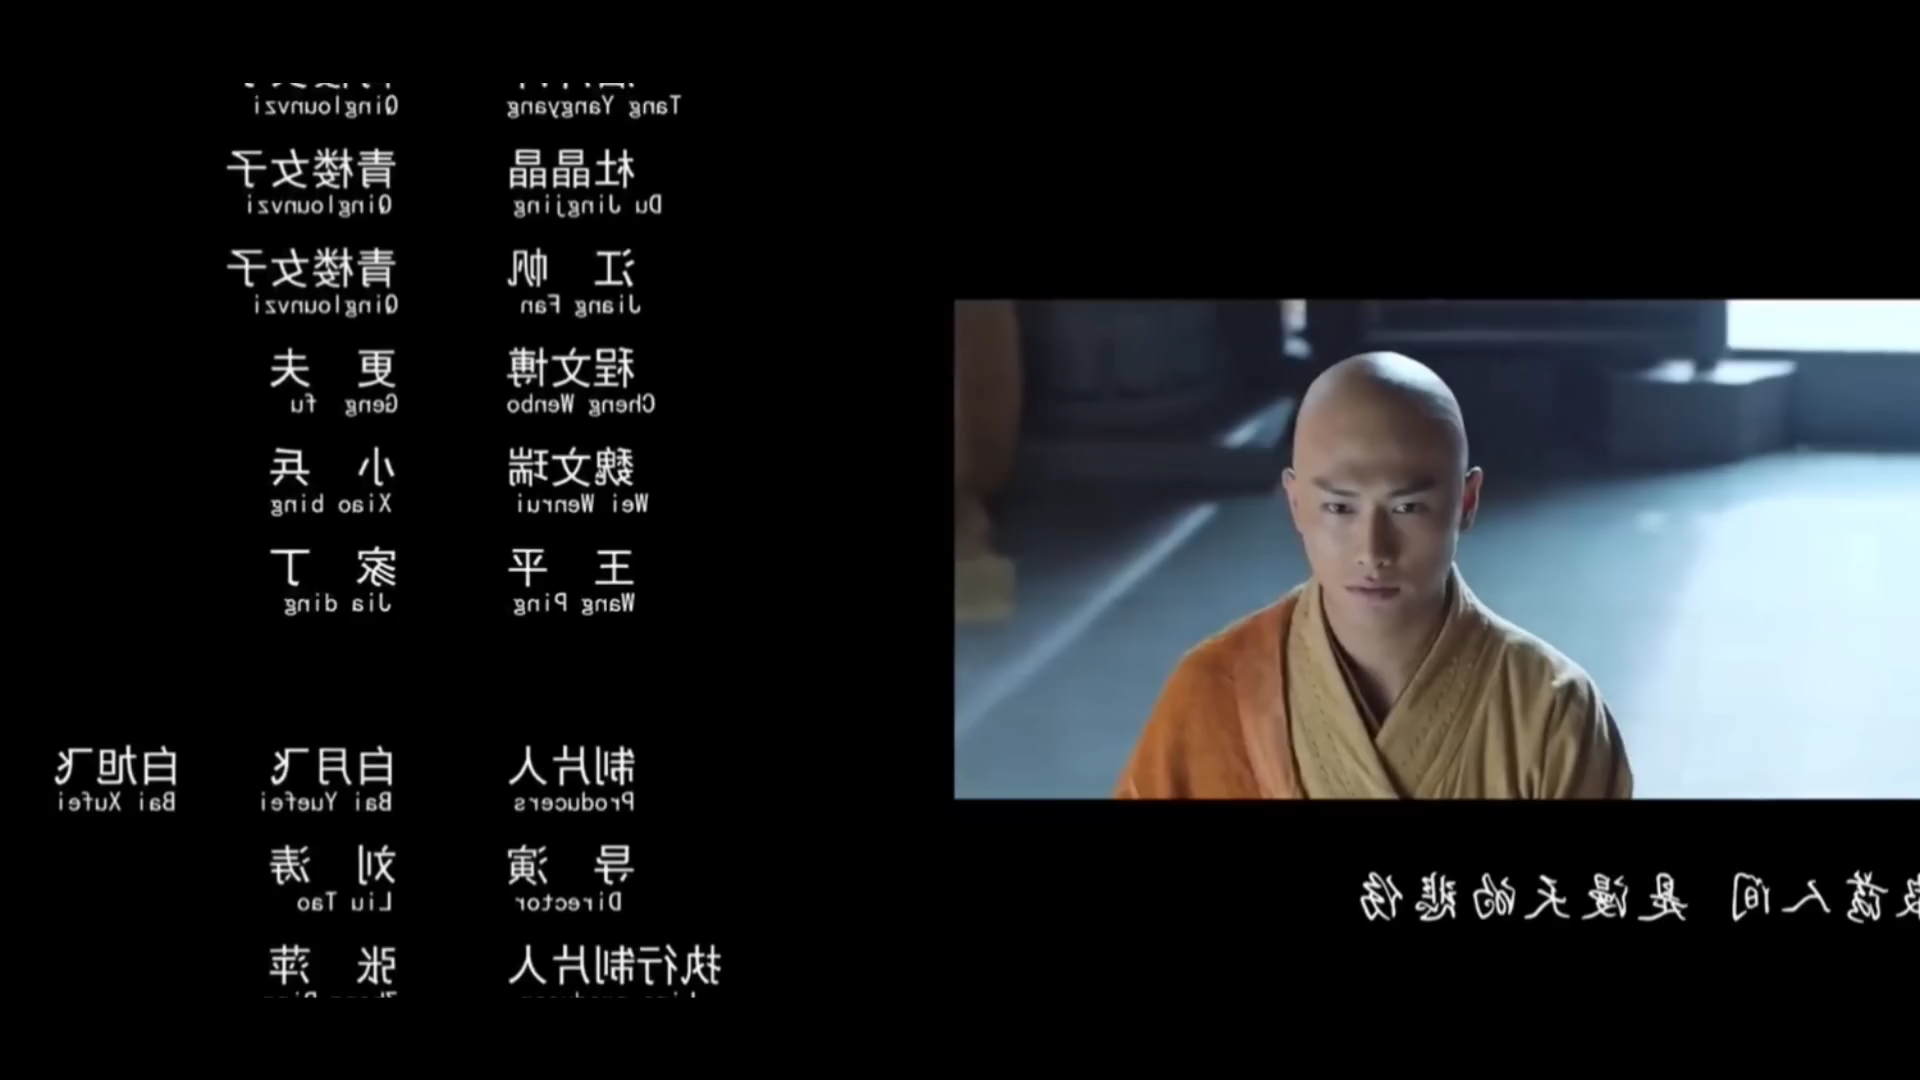 Tang Yangyang Qinglounvzi
杜晶晶 青楼女子
Du Jingjing Qinglounvzi
江 帆 青楼女子
Jiang Fan Qinglounvzi
程文博 更 夫
Cheng Wenbo Geng fu
魏文瑞 小 兵
Wei Wenrui Xiao bing
王 平 家 丁
Wang Ping Jia ding
制片人 白月飞 白旭飞
Producers Bai Yuefei Bai Xufei
导 演 刘 涛
Director Liu Tao
执行制片人 张 萍
落人间 是漫天的悲伤